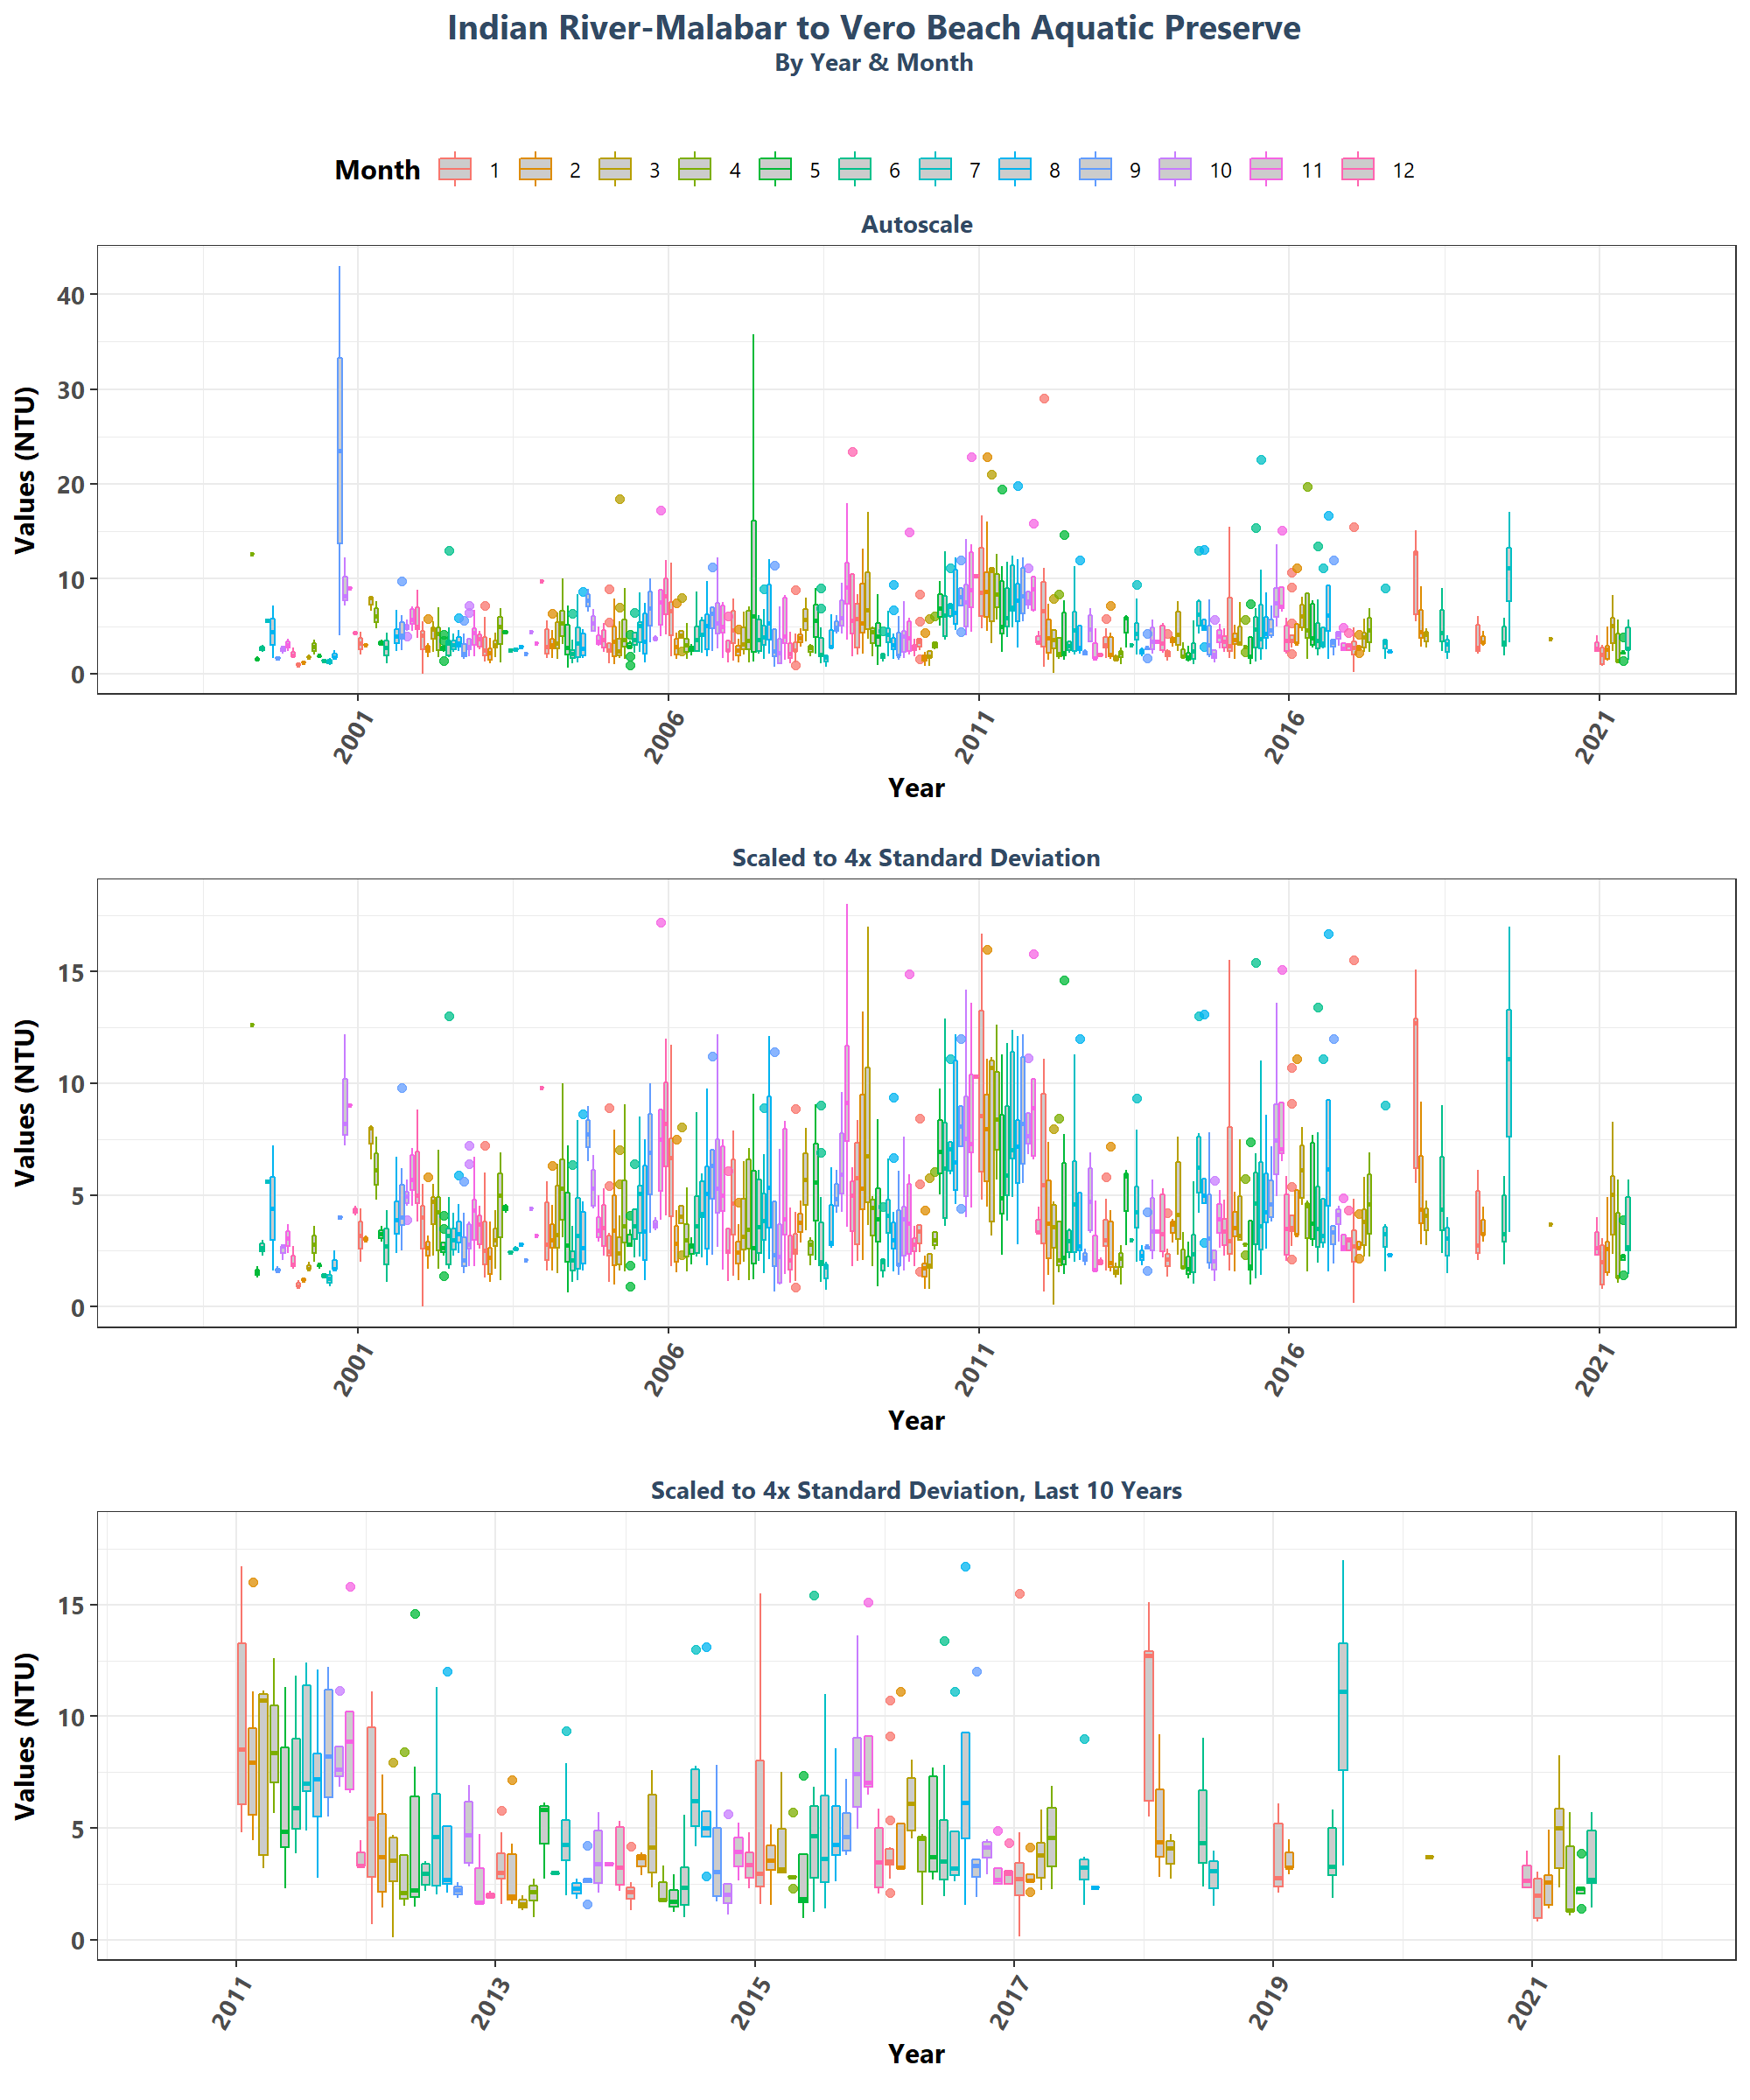 Indian River-Malabar to Vero Beach Aquatic Preserve
By Year & Month
Month 1 2 3 4 5 6 7 8 9 10 11 12
Autoscale
Values (NTU)
40
30
20
10
0
2001 2006 2011 2016 2021
Year
Scaled to 4x Standard Deviation
Values (NTU)
15
10
5
0
2001 2006 2011 2016 2021
Year
Scaled to 4x Standard Deviation, Last 10 Years
Values (NTU)
15
10
5
0
2011 2013 2015 2017 2019 2021
Year